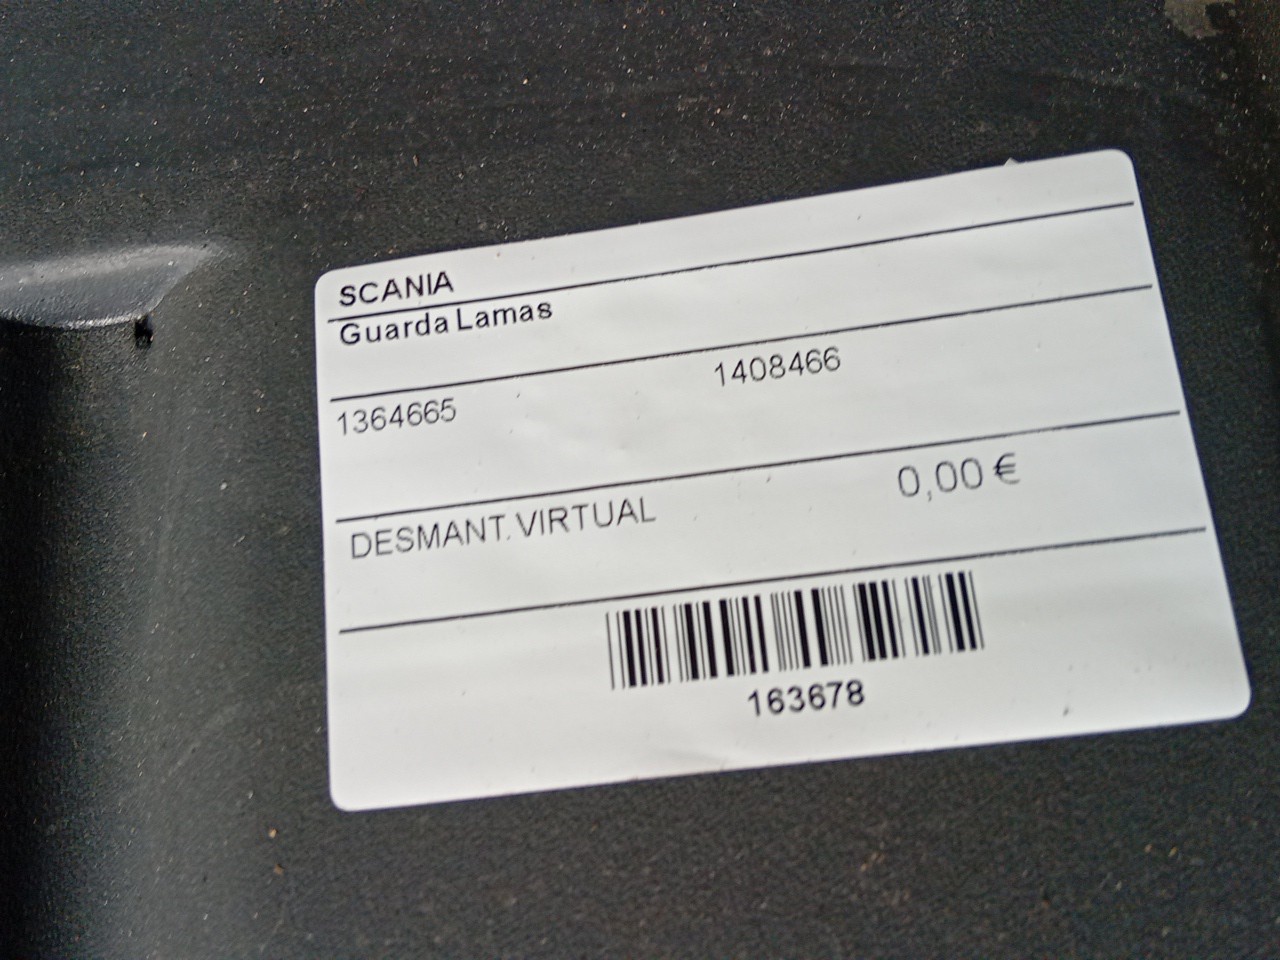 SCANIA
Guarda Lamas
1364665 1408466
DESMANT. VIRTUAL 0,00 €
163678